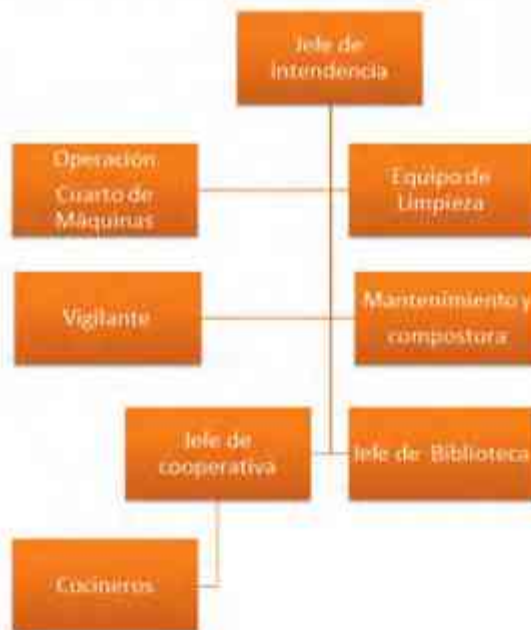 Jefe de
Intendencia
Operación
Cuarto de
Máquinas
Equipo de
Limpieza
Vigilante
Mantenimiento y
compostura
Jefe de
cooperativa
Jefe de Biblioteca
Cocineros